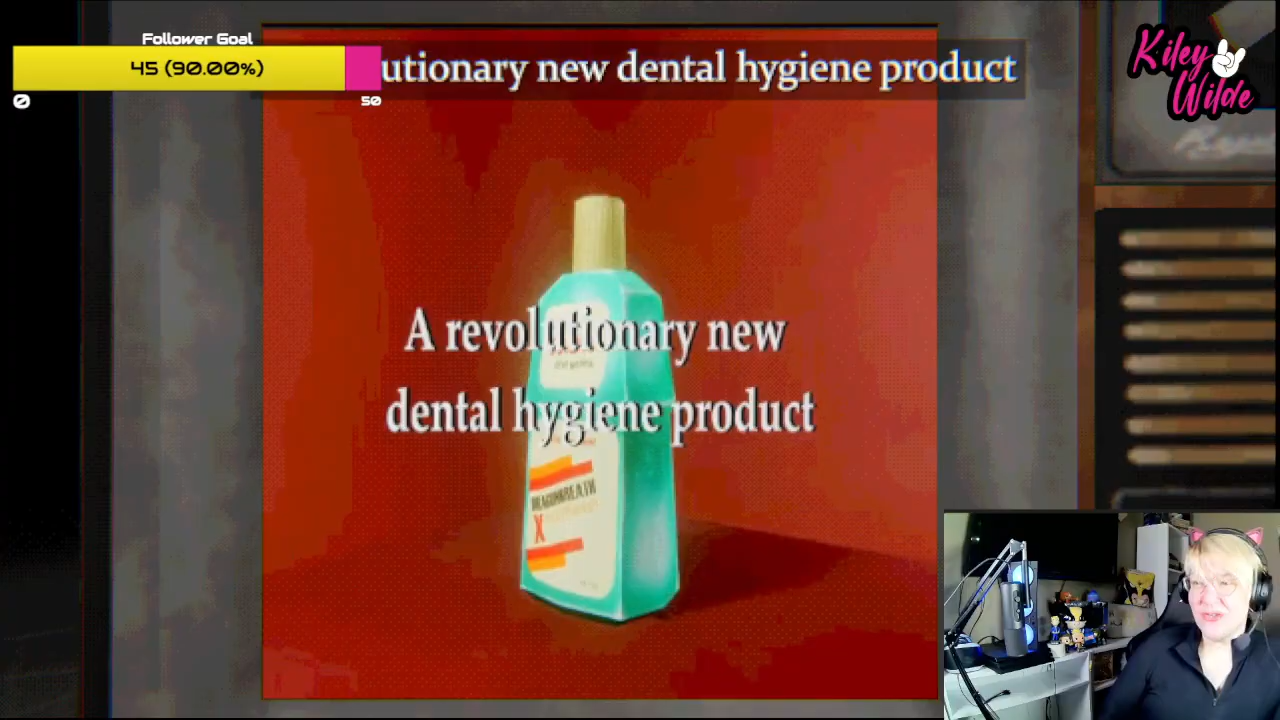 Follower Goal
45 (90.00%)
0
50
utionary new dental hygiene product
Kiley
Wilde
A revolutionary new
dental hygiene product
X